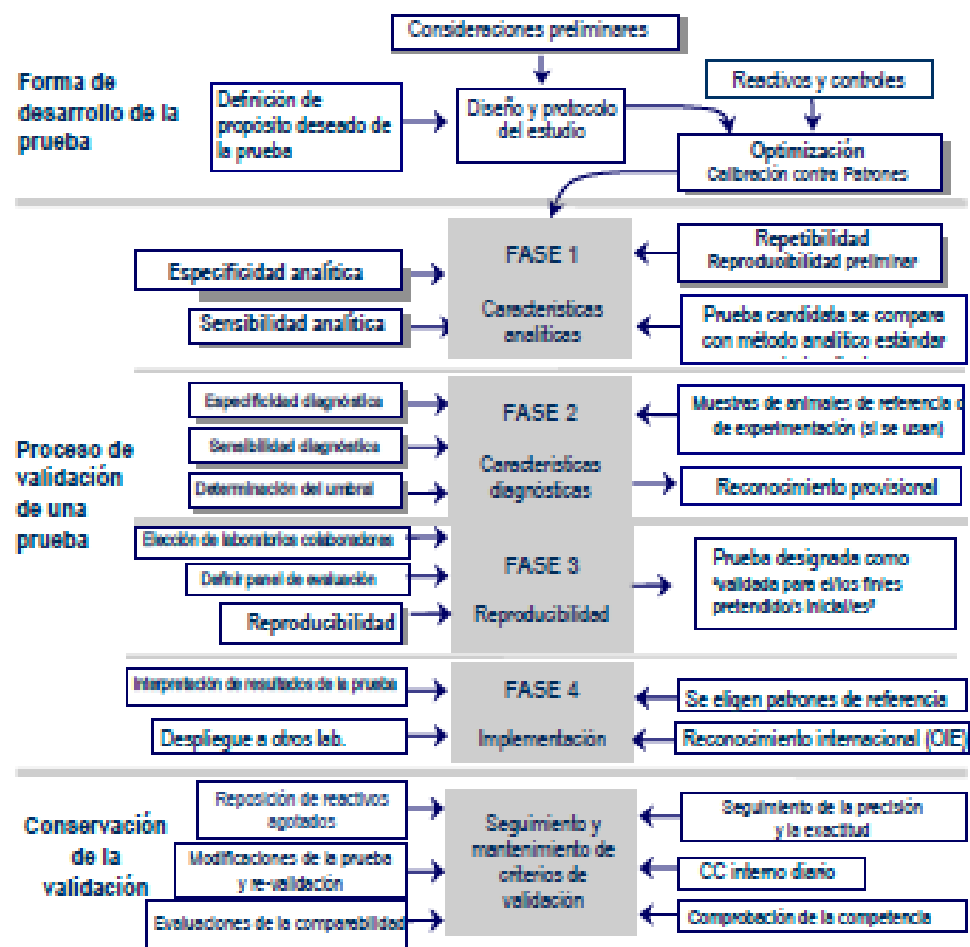 Consideraciones preliminares
Forma de
desarrollo de la
prueba
Definición de
propósito deseado de
la prueba
Diseño y protocolo
del estudio
Reactivos y controles
Optimización
Calibración contra Patrones
FASE 1
Características
analíticas
Especificidad analítica
Sensibilidad analítica
Repetibilidad
Reproducibilidad preliminar
Prueba candidata se compara
con método analítico estándar
Proceso de
validación
de una
prueba
Especificidad diagnóstica
Sensibilidad diagnóstica
Determinación del umbral
FASE 2
Características
diagnósticas
Muestras de animales de referencia o
de experimentación (si se usan)
Reconocimiento provisional
Elección de laboratorios colaboradores
Definir panel de evaluación
Reproducibilidad
FASE 3
Reproducibilidad
Prueba designada como
"validada para el/los fin/es
pretendido/s inicial/es"
Interpretación de resultados de la prueba
Despliegue a otros lab.
FASE 4
Implementación
Se eligen patrones de referencia
Reconocimiento internacional (OIE)
Conservación
de la
validación
Reposición de reactivos
agotados
Modificaciones de la prueba
y re-validación
Evaluaciones de la comparabilidad
Seguimiento y
mantenimiento de
criterios de
validación
Seguimiento de la precisión
y la exactitud
CC interno diario
Comprobación de la competencia